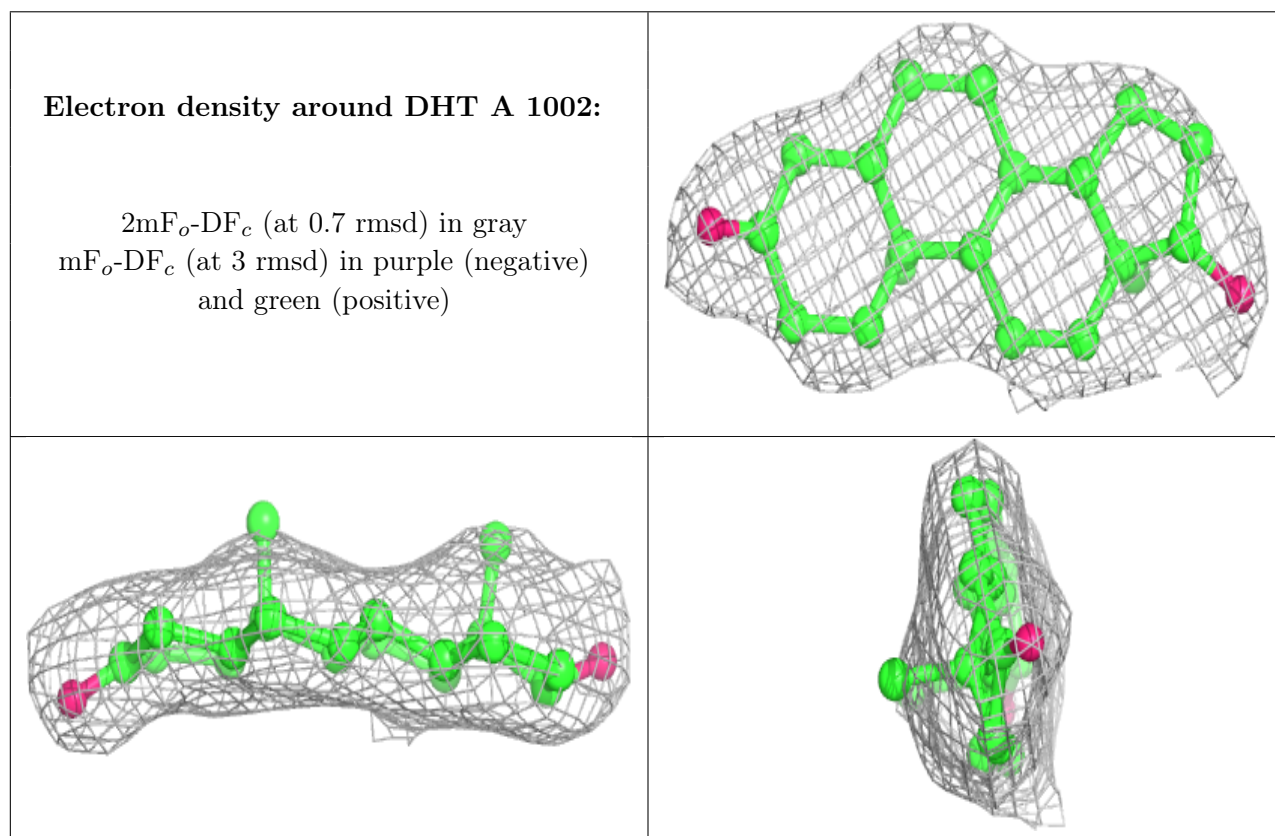 Electron density around DHT A 1002:
2mFo-DFc (at 0.7 rmsd) in gray
mFo-DFc (at 3 rmsd) in purple (negative)
and green (positive)